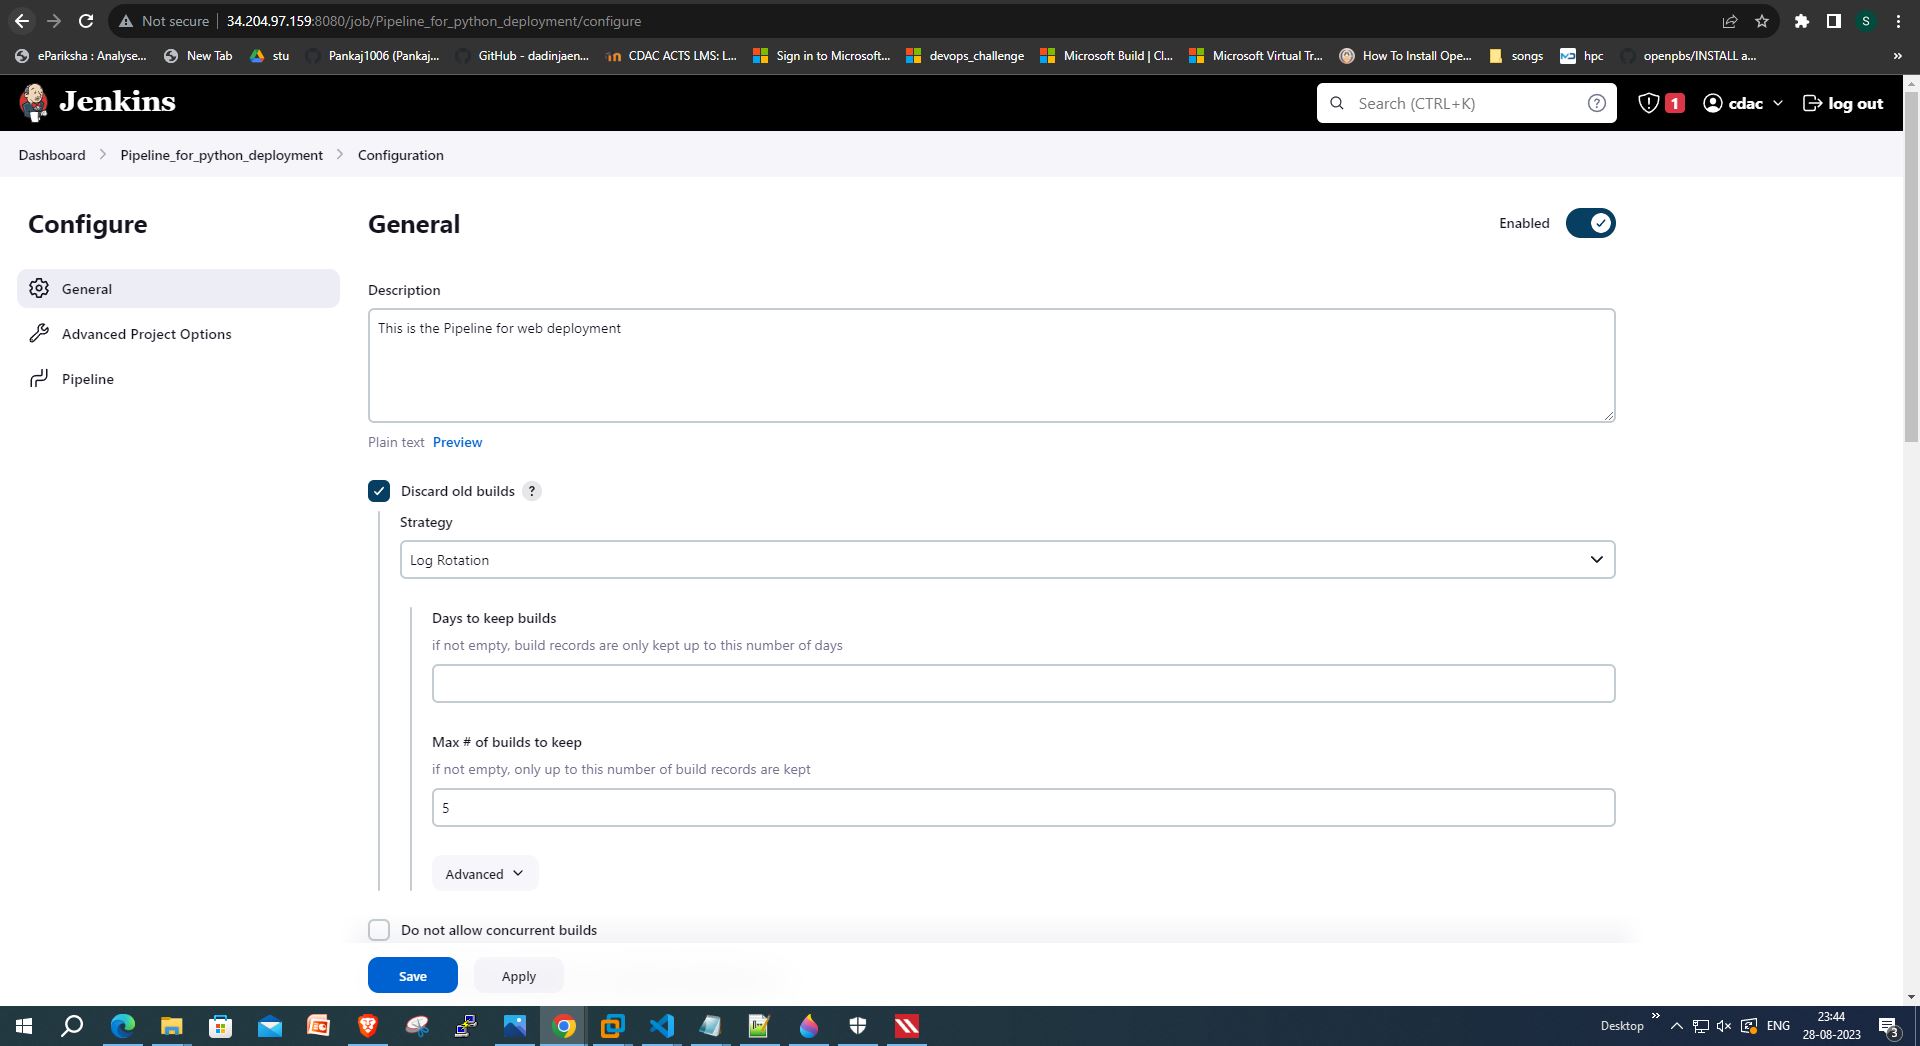 Not secure 34.204.97.159:8080/job/Pipeline_for_python_deployment/configure S
ePariksha : Analyse... New Tab stu Pankaj1006 (Pankaj... GitHub - dadinjaen... CDAC ACTS LMS: L... Sign in to Microsoft... devops_challenge Microsoft Build | Cl... Microsoft Virtual Tr... How To Install Ope... songs hpc openpbs/INSTALL a... »
Jenkins Search (CTRL+K) ? 1 cdac log out
Dashboard > Pipeline_for_python_deployment > Configuration
Configure
General
Advanced Project Options
Pipeline
General
Enabled
Description
This is the Pipeline for web deployment
Plain text Preview
Discard old builds ?
Strategy
Log Rotation
Days to keep builds
if not empty, build records are only kept up to this number of days
Max # of builds to keep
if not empty, only up to this number of build records are kept
5
Advanced
Do not allow concurrent builds
Save Apply
Desktop » ENG 23:44
28-08-2023 3